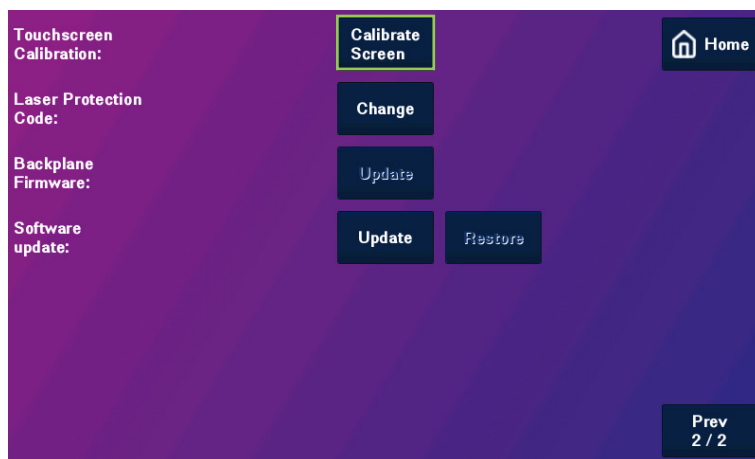 Touchscreen
Calibration:
Calibrate
Screen
Home
Laser Protection
Code:
Change
Backplane
Firmware:
Update
Software
update:
Update
Restore
Prev
2 / 2